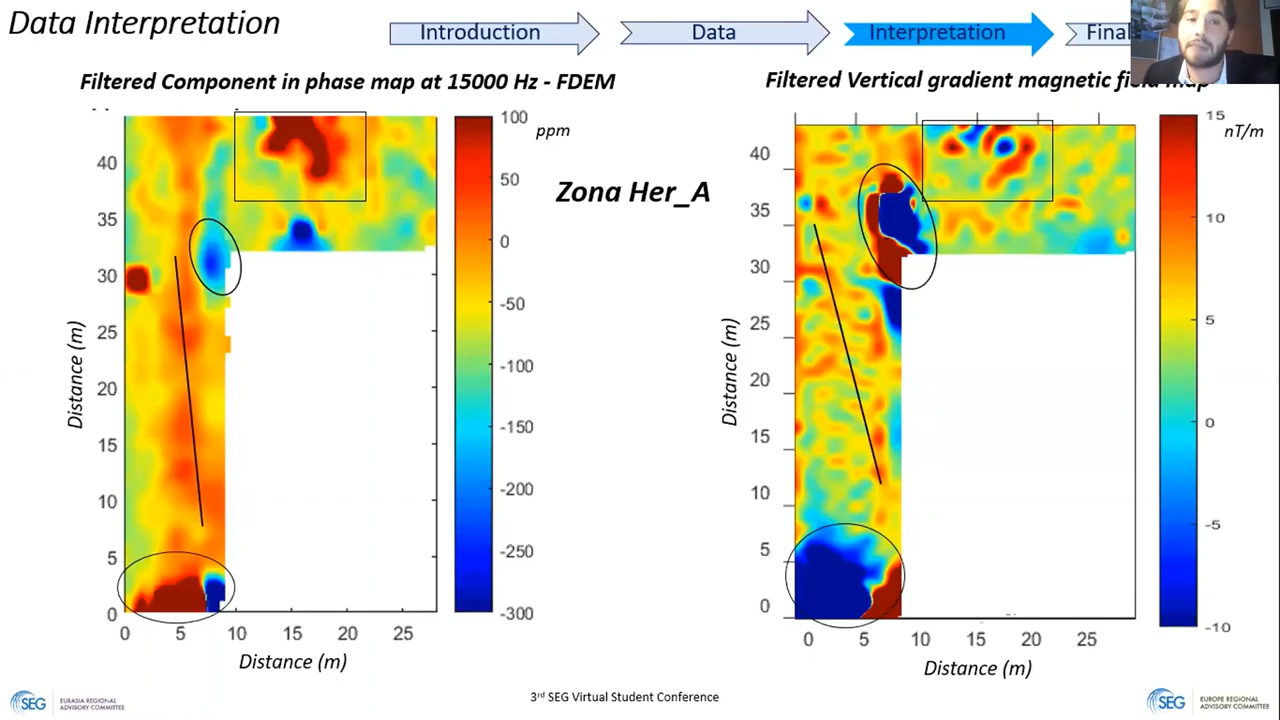 Data Interpretation
Introduction
Data
Interpretation
Final
Filtered Component in phase map at 15000 Hz - FDEM
Filtered Vertical gradient magnetic field map
Zona Her_A
Distance (m)
40
35
30
25
20
15
10
5
0
0 5 10 15 20 25
Distance (m)
100
50
0
-50
-100
-150
-200
-250
-300
ppm
Distance (m)
40
35
30
25
20
15
10
5
0
0 5 10 15 20 25
Distance (m)
15
10
5
0
-5
-10
nT/m
SEG
EURASIA REGIONAL
ADVISORY COMMITTEE
3rd SEG Virtual Student Conference
SEG
EUROPE REGIONAL
ADVISORY COMMITTEE